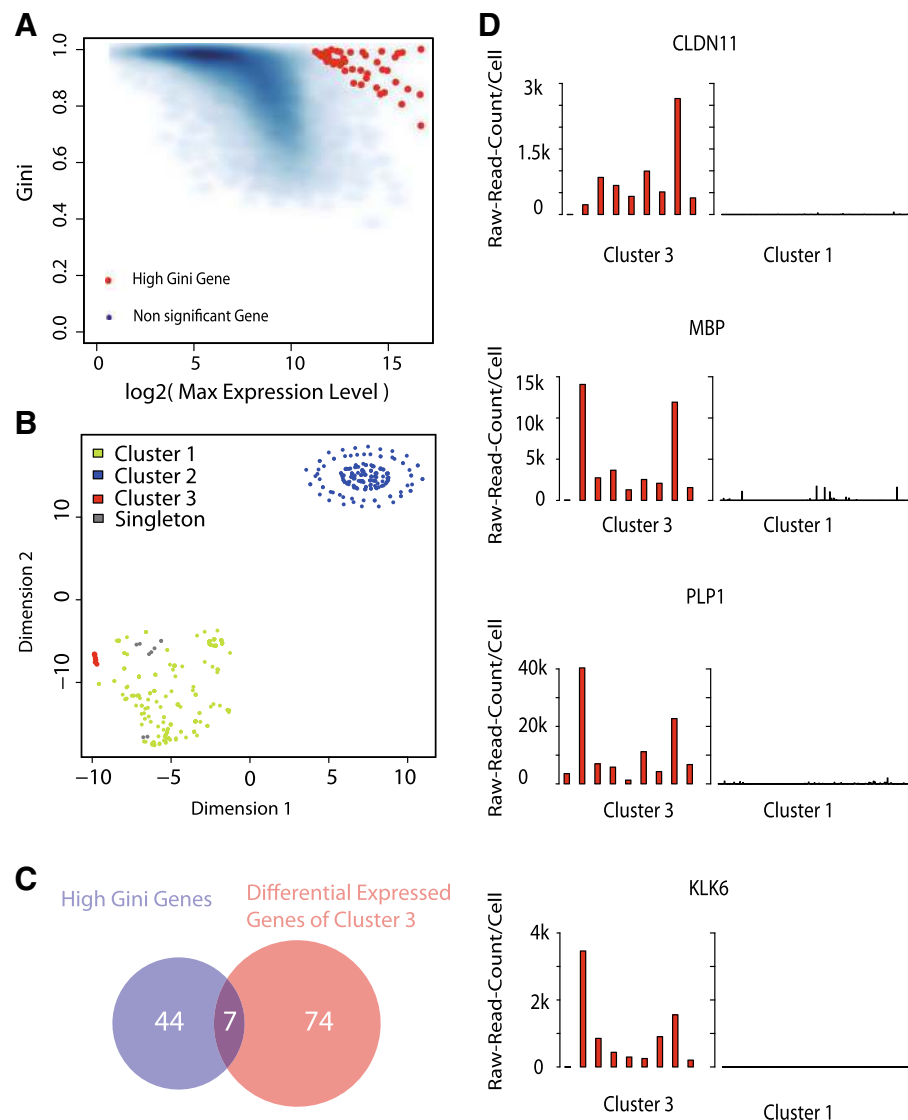 A
1.0
0.8
0.6
0.4
0.2
0.0
Gini
High Gini Gene
Non significant Gene
0 5 10 15
log2( Max Expression Level )
B
Cluster 1
Cluster 2
Cluster 3
Singleton
10
0
−10
Dimension 2
−10 −5 0 5 10
Dimension 1
C
High Gini Genes
Differential Expressed
Genes of Cluster 3
44 7 74
D
CLDN11
Raw-Read-Count/Cell
3k
1.5k
0
Cluster 3 Cluster 1
MBP
Raw-Read-Count/Cell
15k
10k
5k
0
Cluster 3 Cluster 1
PLP1
Raw-Read-Count/Cell
40k
20k
0
Cluster 3 Cluster 1
KLK6
Raw-Read-Count/Cell
4k
2k
0
Cluster 3 Cluster 1